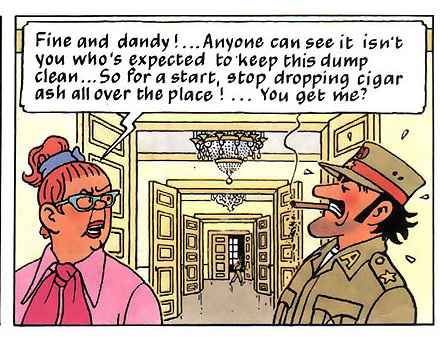 Fine and dandy!...Anyone can see it isn't
you who's expected to keep this dump
clean...So for a start, stop dropping cigar
ash all over the place! ... You get me?
A